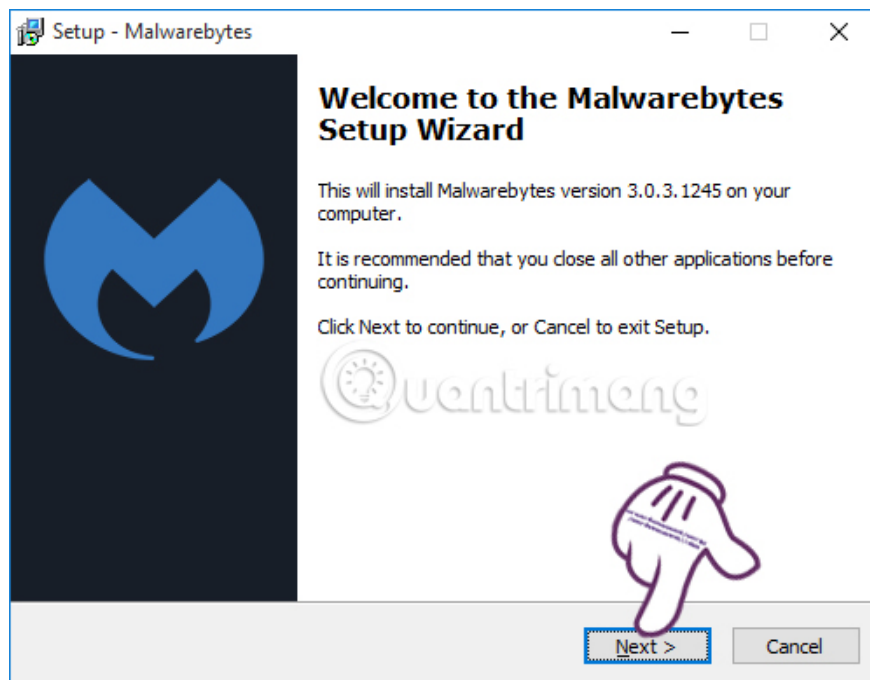 Setup - Malwarebytes
Welcome to the Malwarebytes
Setup Wizard
This will install Malwarebytes version 3.0.3.1245 on your
computer.
It is recommended that you close all other applications before
continuing.
Click Next to continue, or Cancel to exit Setup.
Quantrimang
Next >
Cancel